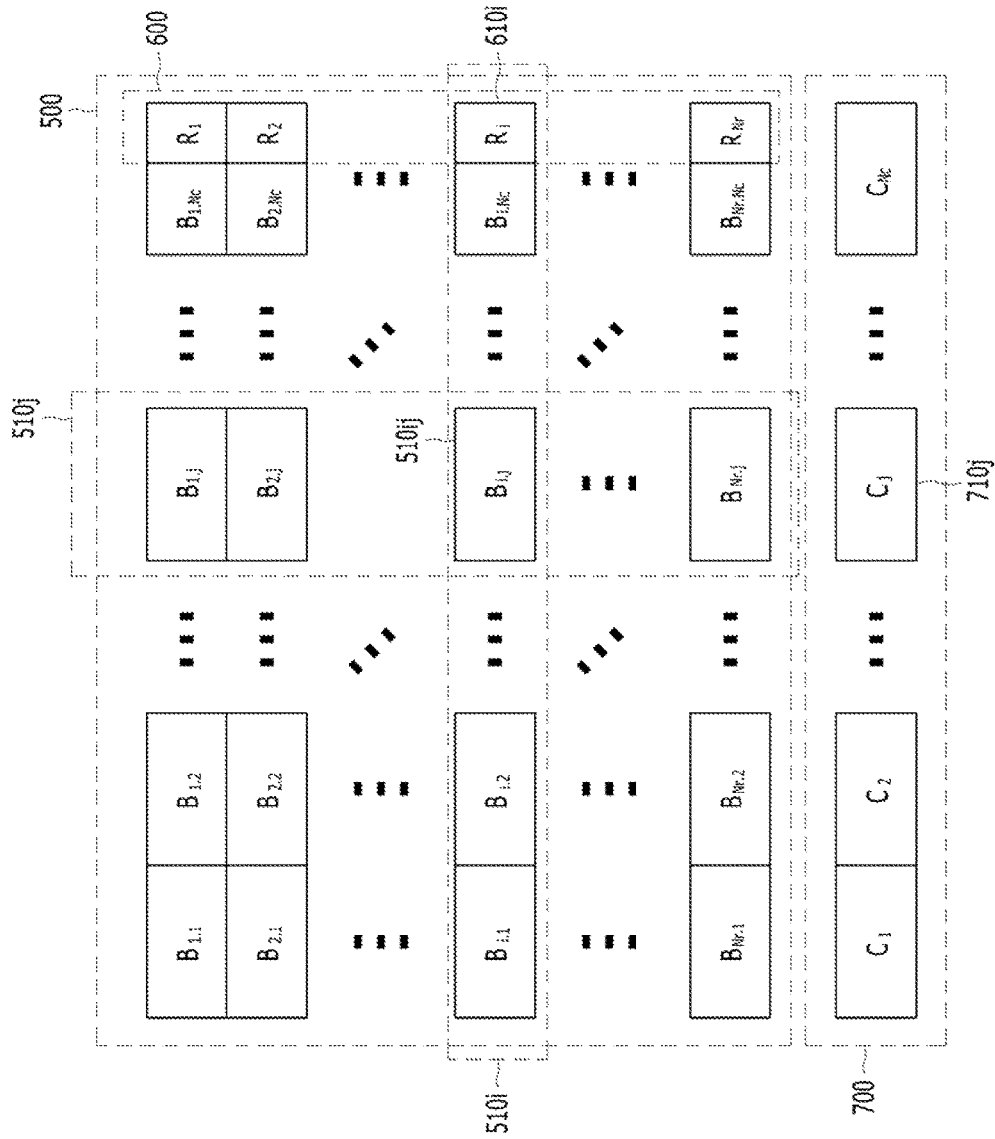 500
600
510j
B1,1 B1,2 B1,j B1,Nc R1
B2,1 B2,2 B2,j B2,Nc R2
510ij
610i
Bi,1 Bi,2 Bi,j Bi,Nc Ri
510i
BNr,1 BNr,2 BNr,j BNr,Nc RNr
C1 C2 Cj CNc
700
710j